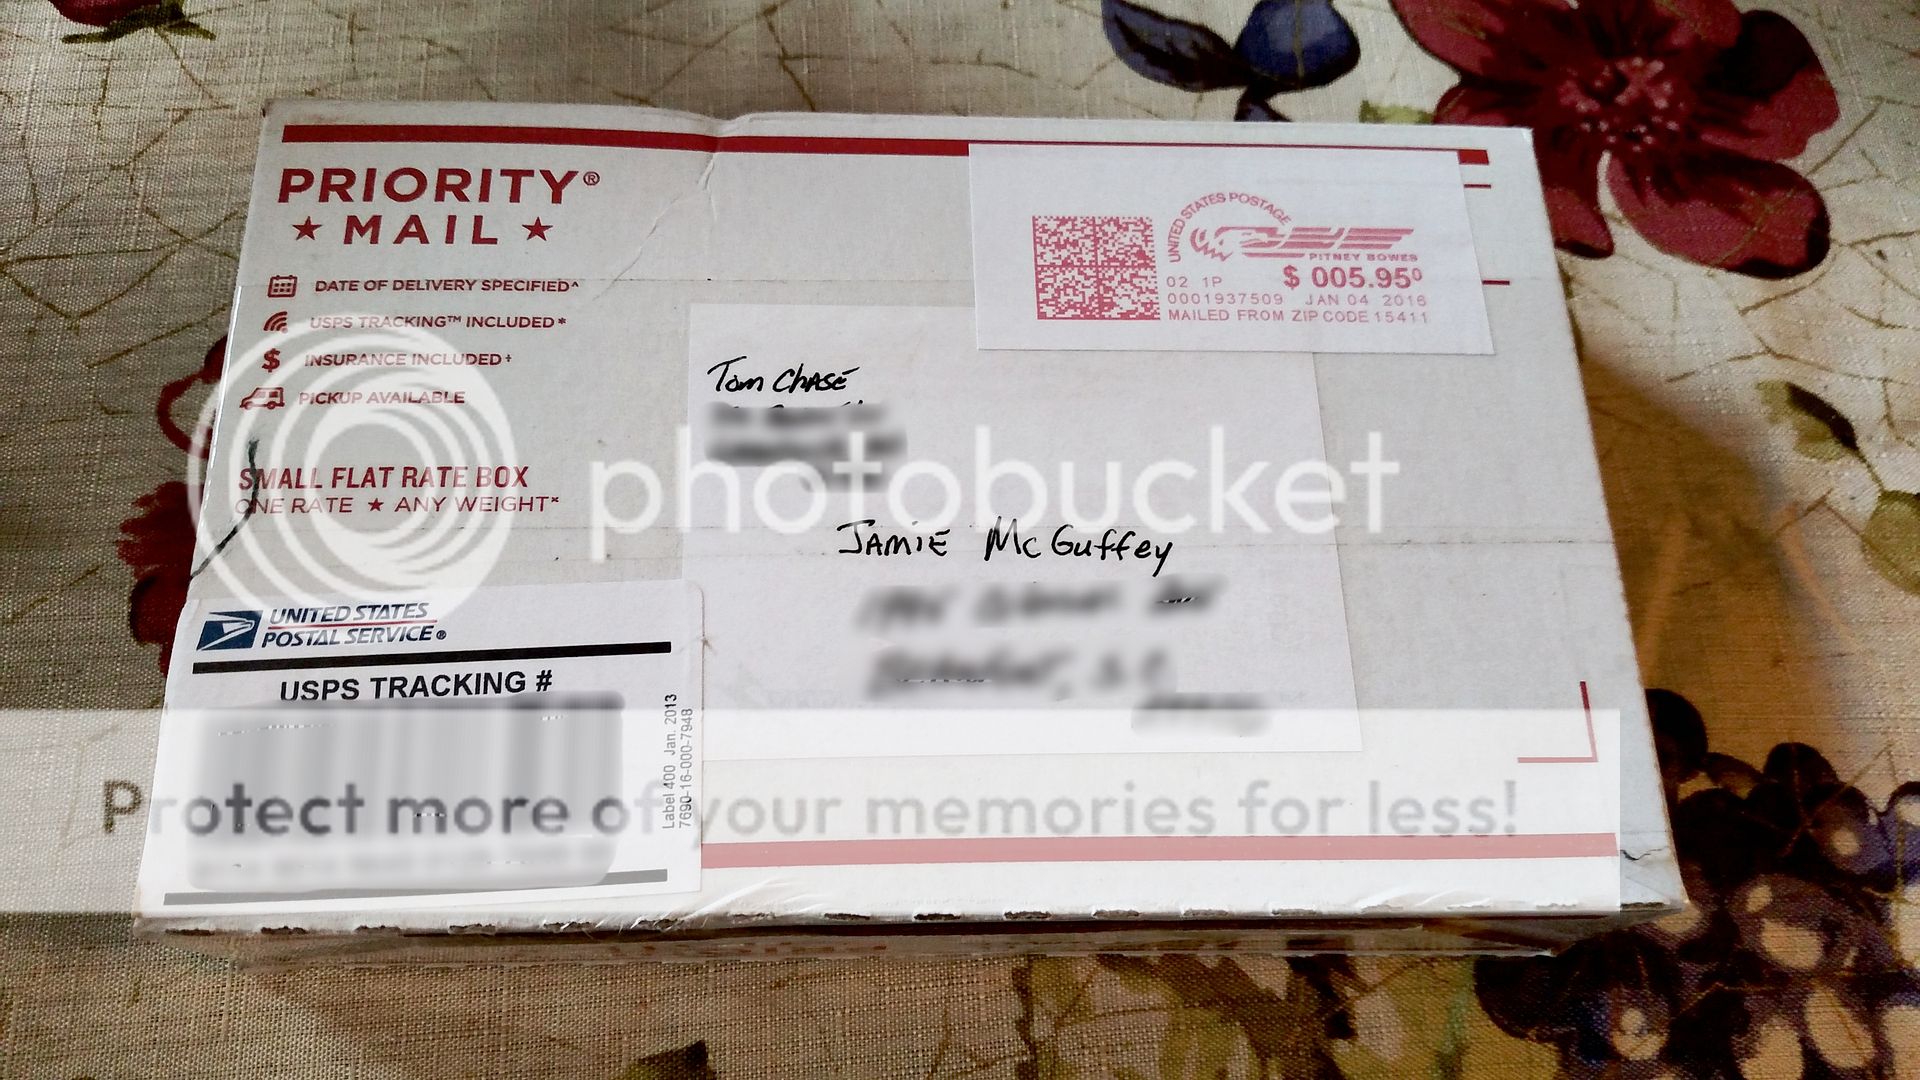 PRIORITY®
★ MAIL ★
DATE OF DELIVERY SPECIFIED^
USPS TRACKING™ INCLUDED*
$ INSURANCE INCLUDED‡
PICKUP AVAILABLE
SMALL FLAT RATE BOX
ONE RATE ★ ANY WEIGHT*
UNITED STATES POSTAGE
PITNEY BOWES
02 1P $ 005.95⁰
0001937509 JAN 04 2016
MAILED FROM ZIP CODE 15411
Tom Chase
Jamie McGuffey
photobucket
UNITED STATES
POSTAL SERVICE®
USPS TRACKING #
Label 400 Jan. 2013
7690-16-000-7948
Protect more of your memories for less!